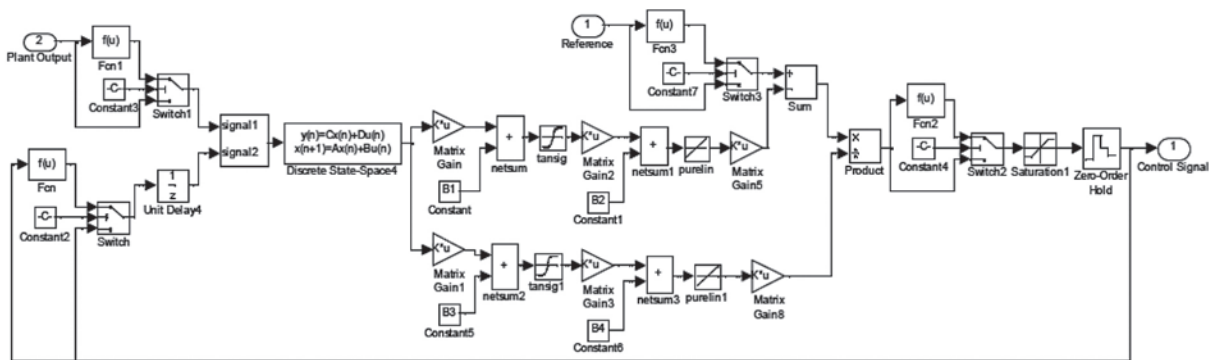 2
Plant Output
f(u)
Fcn1
-C-
Constant3
Switch1
f(u)
Fcn
-C-
Constant2
Switch
1
z
Unit Delay4
signal1
signal2
y(n)=Cx(n)+Du(n)
x(n+1)=Ax(n)+Bu(n)
Discrete State-Space4
K*u
Matrix
Gain
B1
Constant
+
netsum
tansig
K*u
Matrix
Gain2
B2
Constant1
+
netsum1
purelin
K*u
Matrix
Gain5
K*u
Matrix
Gain1
B3
Constant5
+
netsum2
tansig1
K*u
Matrix
Gain3
B4
Constant6
+
netsum3
purelin1
K*u
Matrix
Gain8
1
Reference
f(u)
Fcn3
-C-
Constant7
Switch3
+
-
Sum
×
÷
Product
f(u)
Fcn2
-C-
Constant4
Switch2
Saturation1
Zero-Order
Hold
1
Control Signal